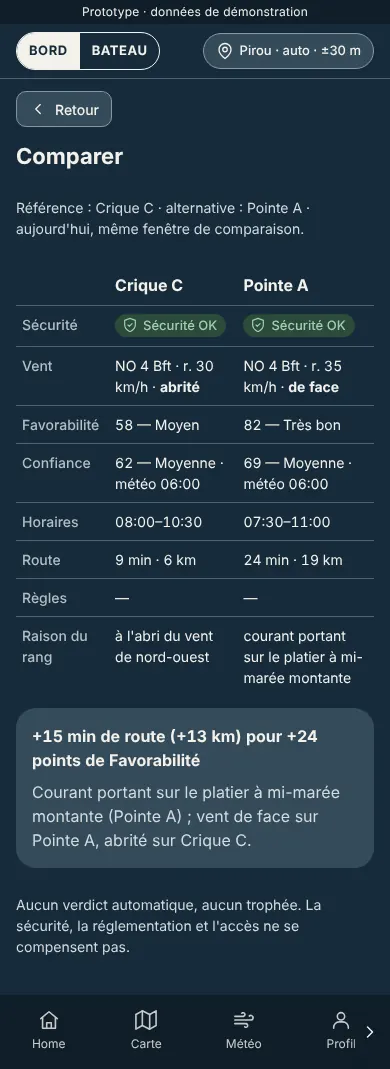 Prototype · données de démonstration
BORD BATEAU Pirou · auto · ±30 m
Retour
Comparer
Référence : Crique C · alternative : Pointe A ·
aujourd'hui, même fenêtre de comparaison.
Crique C Pointe A
Sécurité Sécurité OK Sécurité OK
Vent NO 4 Bft · r. 30 NO 4 Bft · r. 35
km/h · abrité km/h · de face
Favorabilité 58 — Moyen 82 — Très bon
Confiance 62 — Moyenne · 69 — Moyenne ·
météo 06:00 météo 06:00
Horaires 08:00–10:30 07:30–11:00
Route 9 min · 6 km 24 min · 19 km
Règles — —
Raison du à l'abri du vent courant portant
rang de nord-ouest sur le platier à mi-
marée montante
+15 min de route (+13 km) pour +24
points de Favorabilité
Courant portant sur le platier à mi-marée
montante (Pointe A) ; vent de face sur
Pointe A, abrité sur Crique C.
Aucun verdict automatique, aucun trophée. La
sécurité, la réglementation et l'accès ne se
compensent pas.
Home Carte Météo Profil